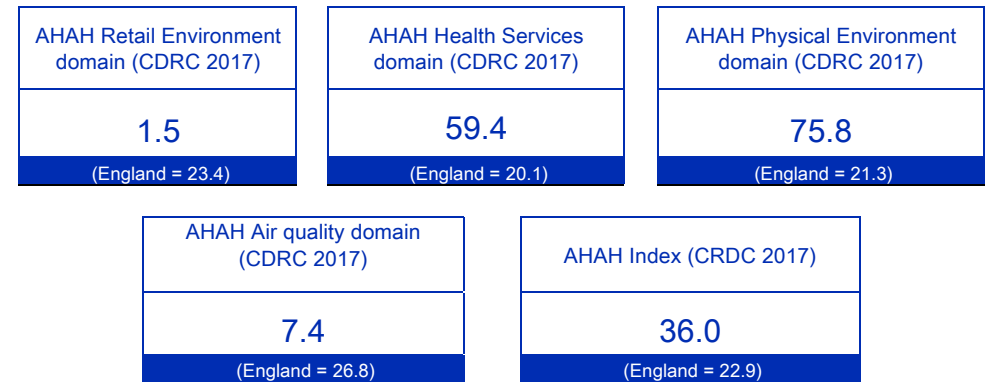 AHAH Retail Environment
domain (CDRC 2017)
1.5
(England = 23.4)
AHAH Health Services
domain (CDRC 2017)
59.4
(England = 20.1)
AHAH Physical Environment
domain (CDRC 2017)
75.8
(England = 21.3)
AHAH Air quality domain
(CDRC 2017)
7.4
(England = 26.8)
AHAH Index (CRDC 2017)
36.0
(England = 22.9)